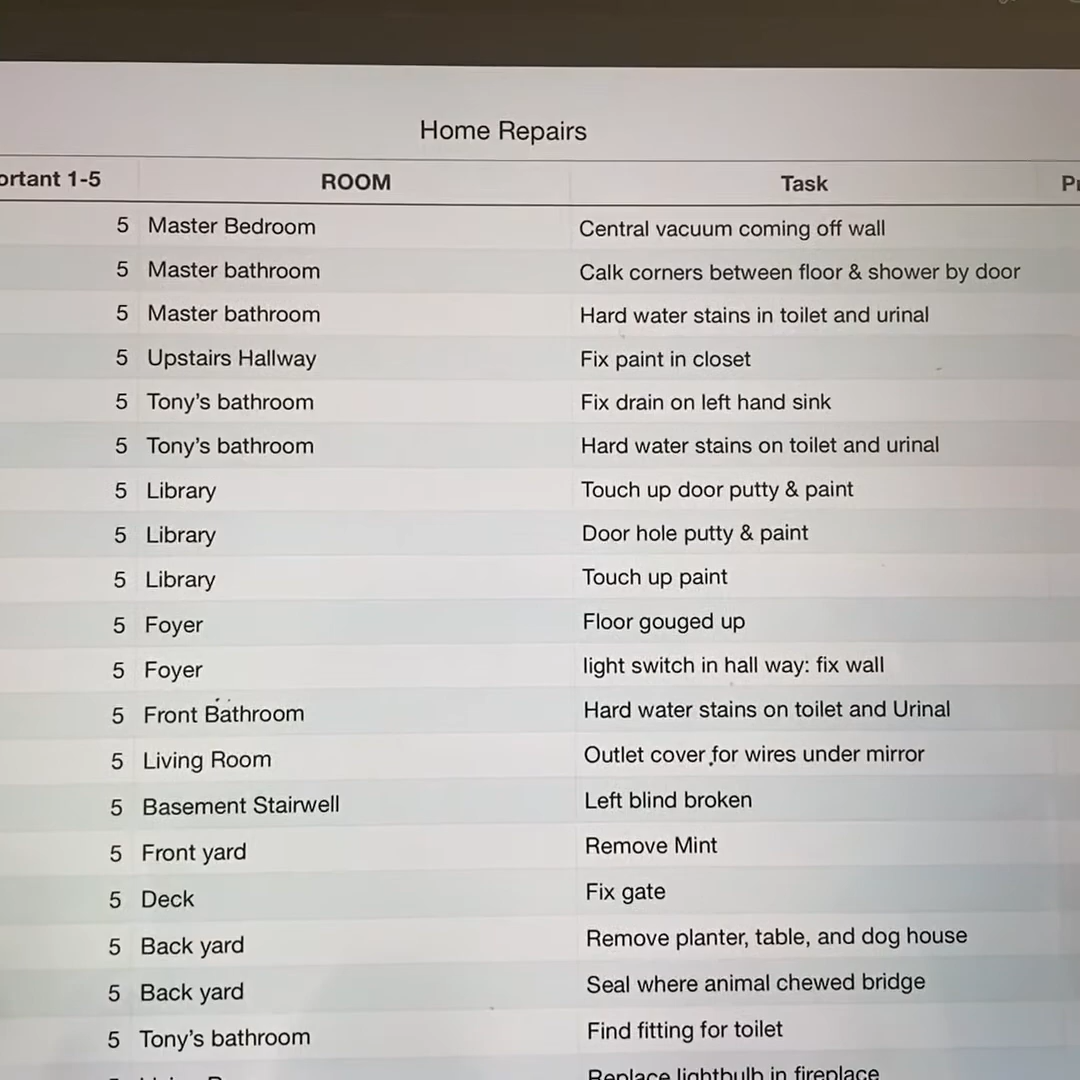 Home Repairs
ortant 1-5 ROOM Task
5 Master Bedroom Central vacuum coming off wall
5 Master bathroom Calk corners between floor & shower by door
5 Master bathroom Hard water stains in toilet and urinal
5 Upstairs Hallway Fix paint in closet
5 Tony's bathroom Fix drain on left hand sink
5 Tony's bathroom Hard water stains on toilet and urinal
5 Library Touch up door putty & paint
5 Library Door hole putty & paint
5 Library Touch up paint
5 Foyer Floor gouged up
5 Foyer light switch in hall way: fix wall
5 Front Bathroom Hard water stains on toilet and Urinal
5 Living Room Outlet cover for wires under mirror
5 Basement Stairwell Left blind broken
5 Front yard Remove Mint
5 Deck Fix gate
5 Back yard Remove planter, table, and dog house
5 Back yard Seal where animal chewed bridge
5 Tony's bathroom Find fitting for toilet
Replace lightbulb in fireplace